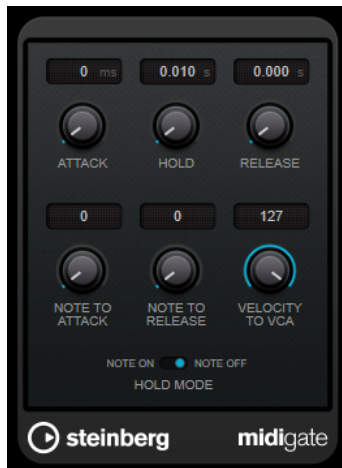 0 ms 0.010 s 0.000 s
ATTACK HOLD RELEASE
0 0 127
NOTE TO NOTE TO VELOCITY
ATTACK RELEASE TO VCA
NOTE ON NOTE OFF
HOLD MODE
steinberg midigate